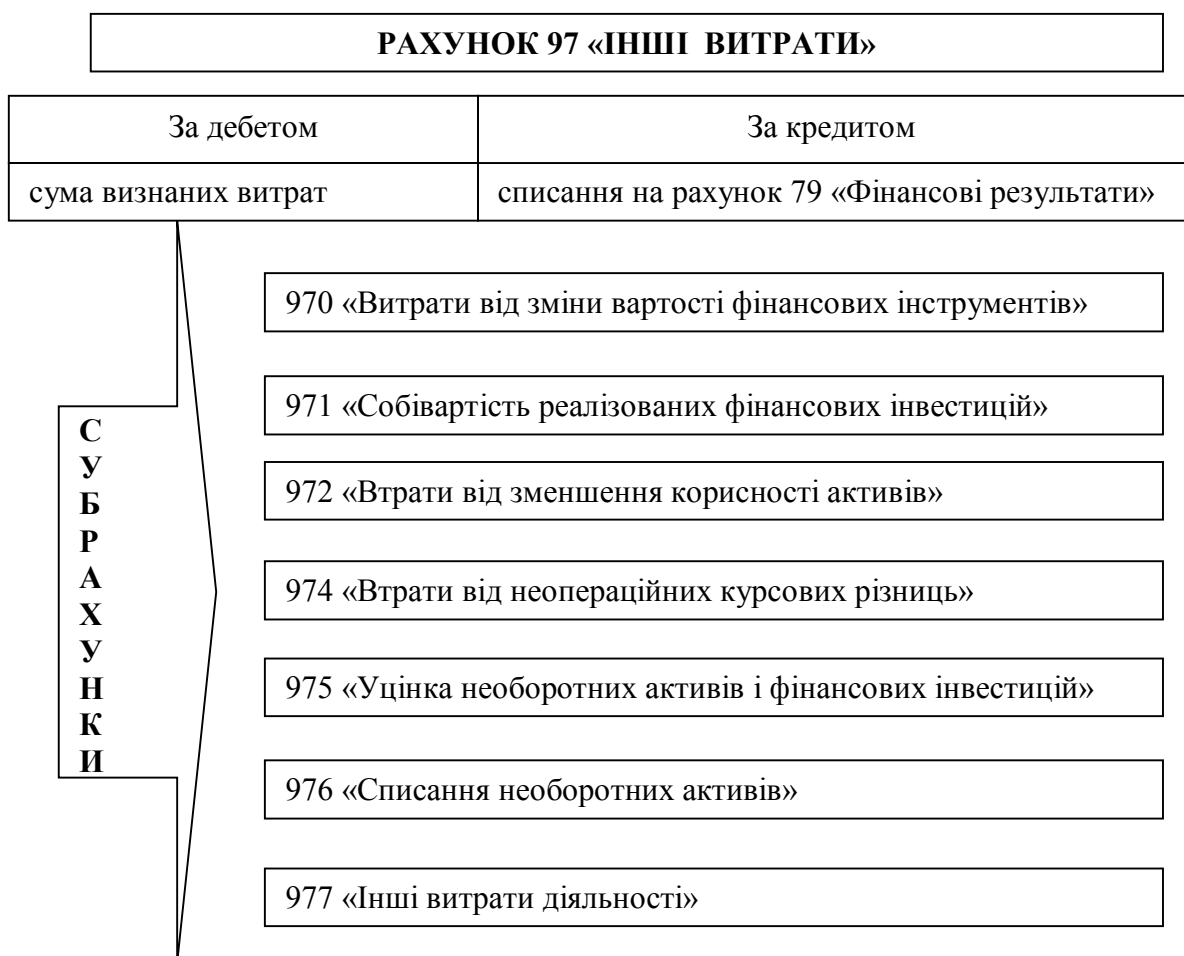 РАХУНОК 97 «ІНШІ ВИТРАТИ»
За дебетом
За кредитом
сума визнаних витрат
списання на рахунок 79 «Фінансові результати»
970 «Витрати від зміни вартості фінансових інструментів»
971 «Собівартість реалізованих фінансових інвестицій»
972 «Втрати від зменшення корисності активів»
974 «Втрати від неопераційних курсових різниць»
975 «Уцінка необоротних активів і фінансових інвестицій»
976 «Списання необоротних активів»
977 «Інші витрати діяльності»
С
У
Б
Р
А
Х
У
Н
К
И